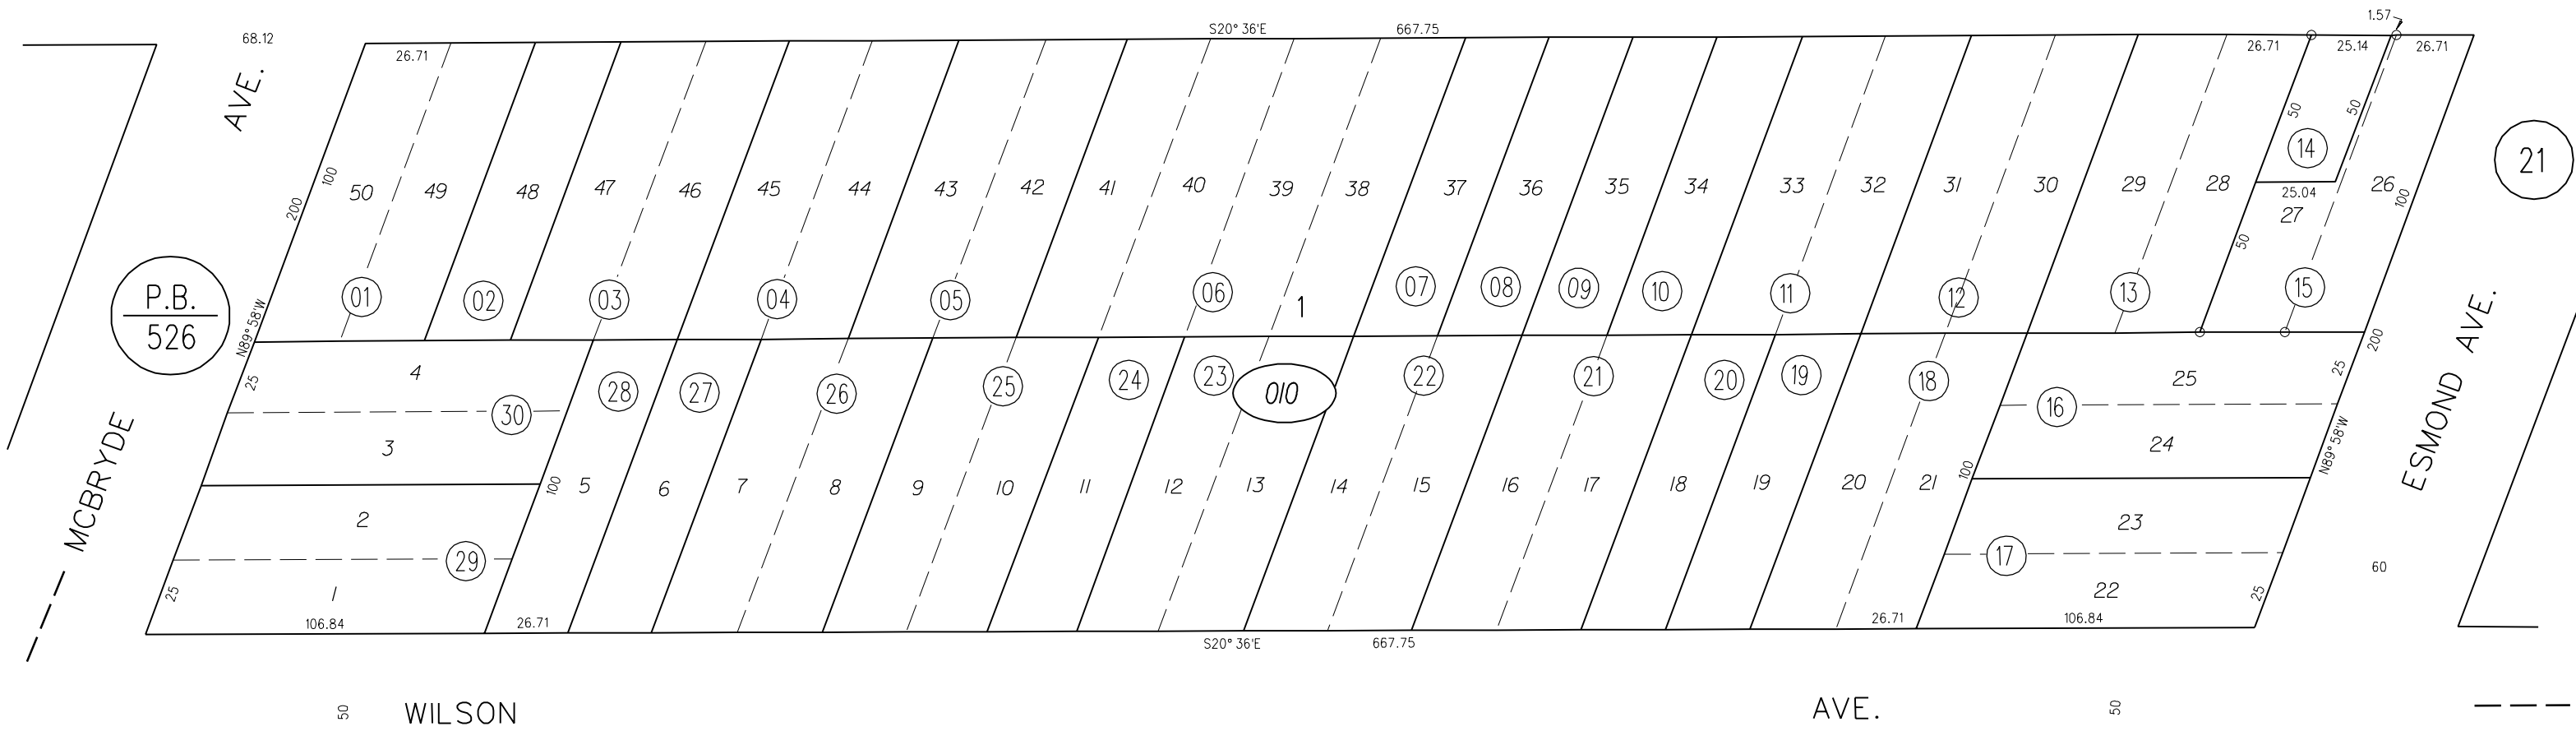 68.12
S20° 36'E 667.75
1.57
26.71 26.71 25.14 26.71
AVE.
50 50
14
21
100
200
50 49 48 47 46 45 44 43 42 41 40 39 38 37 36 35 34 33 32 31 30 29 28 26
25.04
27
100
50
P.B.
526
01 02 03 04 05 06 1 07 08 09 10 11 12 13 15
N89° 58'W
200
ESMOND AVE.
4 28 27 26 25 24 23 010 22 21 20 19 18 25
25 25
30 16
3 24
N89° 58'W
MCBRYDE
100 5 6 7 8 9 10 11 12 13 14 15 16 17 18 19 20 21 100
2 23
29 17
60
25 1 22 25
106.84 26.71 26.71 106.84
S20° 36'E 667.75
50 WILSON AVE. 50